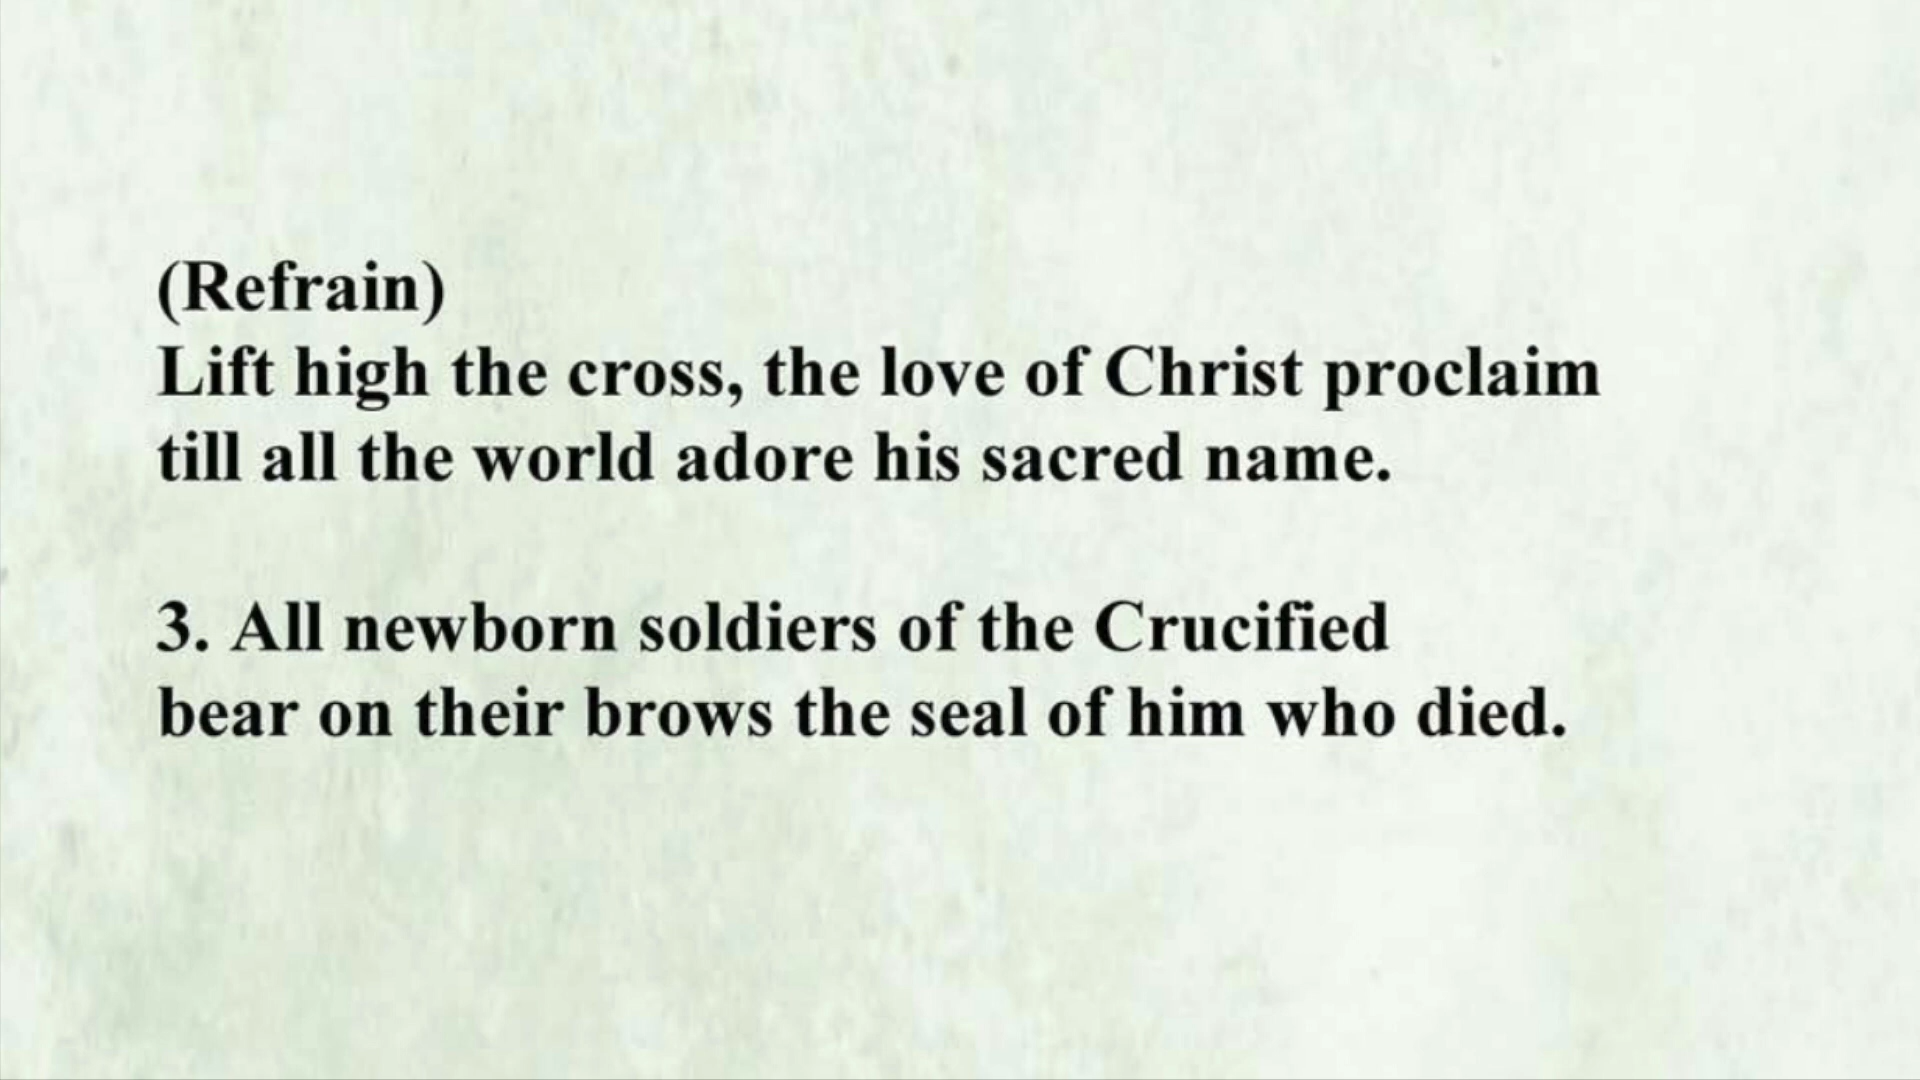 (Refrain)
Lift high the cross, the love of Christ proclaim
till all the world adore his sacred name.
3. All newborn soldiers of the Crucified
bear on their brows the seal of him who died.